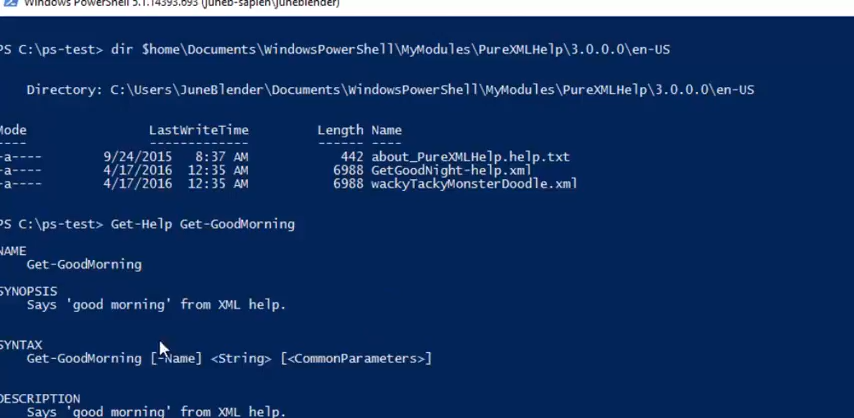 Windows PowerShell 5.1.14393.693 (juneb-sapien\juneblender)
PS C:\ps-test> dir $home\Documents\WindowsPowerShell\MyModules\PureXMLHelp\3.0.0.0\en-US
Directory: C:\Users\JuneBlender\Documents\WindowsPowerShell\MyModules\PureXMLHelp\3.0.0.0\en-US
Mode LastWriteTime Length Name
---- ------------- ------ ----
-a---- 9/24/2015 8:37 AM 442 about_PureXMLHelp.help.txt
-a---- 4/17/2016 12:35 AM 6988 GetGoodNight-help.xml
-a---- 4/17/2016 12:35 AM 6988 wackyTackyMonsterDoodle.xml
PS C:\ps-test> Get-Help Get-GoodMorning
NAME
Get-GoodMorning
SYNOPSIS
Says 'good morning' from XML help.
SYNTAX
Get-GoodMorning [-Name] <String> [<CommonParameters>]
DESCRIPTION
Says 'good morning' from XML help.